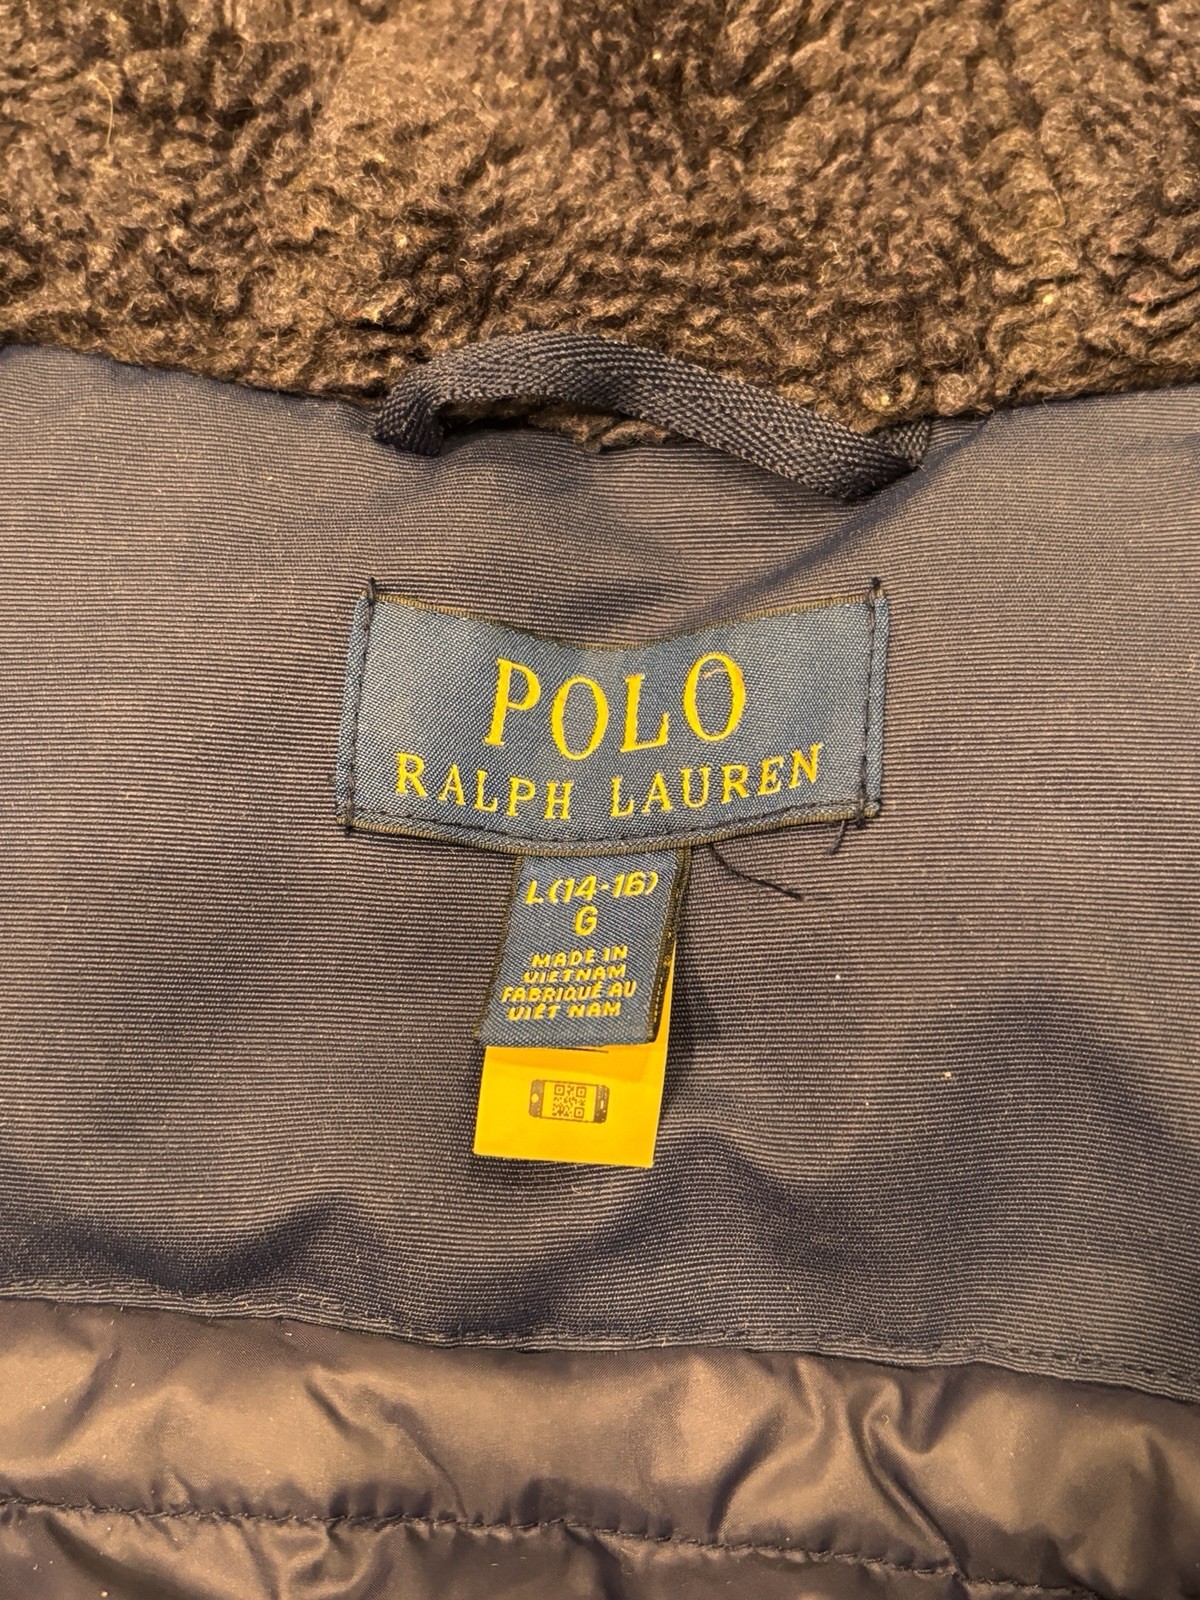 POLO
RALPH LAUREN
L (14-16)
G
MADE IN
VIETNAM
FABRIQUÉ AU
VIÊT NAM